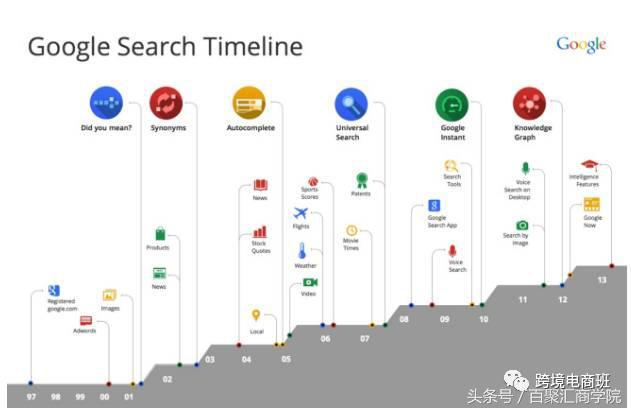 Google Search Timeline
Google
Did you mean?
Synonyms
Autocomplete
Universal
Search
Google
Instant
Knowledge
Graph
Registered
google.com
Adwords
Images
Products
News
News
Stock
Quotes
Local
Sports
Scores
Flights
Weather
Video
Patents
Movie
Times
Search
Tools
Google
Search App
Voice
Search
Voice
Search on
Desktop
Search by
Image
Intelligence
Features
Google
Now
97
98
99
00
01
02
03
04
05
06
07
08
09
10
11
12
13
跨境电商班
头条号 / 百聚汇商学院